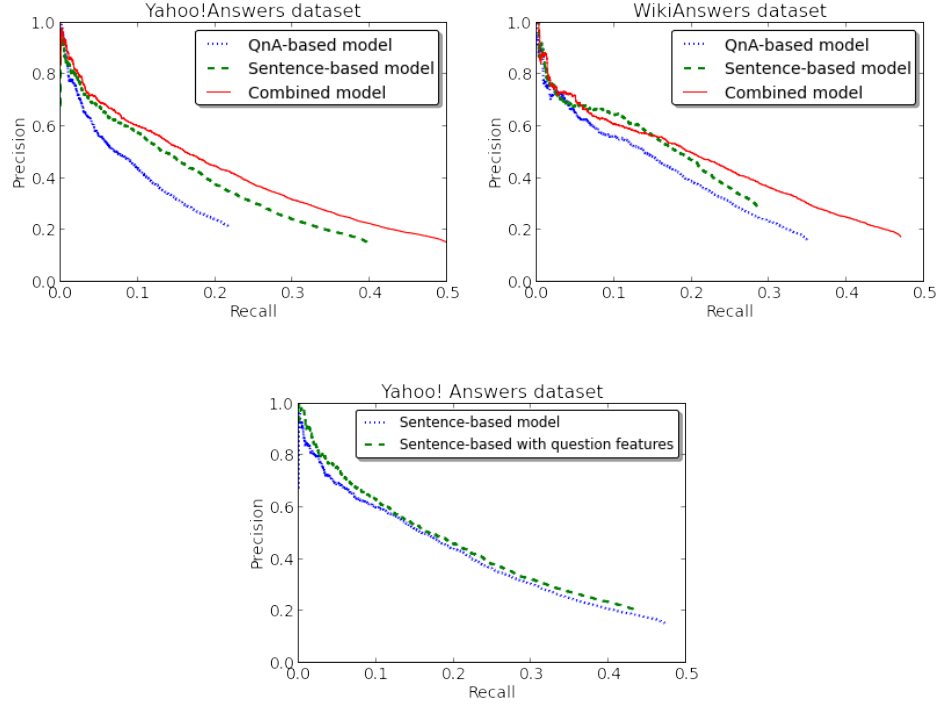 Yahoo!Answers dataset
QnA-based model
Sentence-based model
Combined model
Precision
1.0
0.8
0.6
0.4
0.2
0.0
0.0 0.1 0.2 0.3 0.4 0.5
Recall
WikiAnswers dataset
QnA-based model
Sentence-based model
Combined model
Precision
1.0
0.8
0.6
0.4
0.2
0.0
0.0 0.1 0.2 0.3 0.4 0.5
Recall
Yahoo! Answers dataset
Sentence-based model
Sentence-based with question features
Precision
1.0
0.8
0.6
0.4
0.2
0.0
0.0 0.1 0.2 0.3 0.4 0.5
Recall